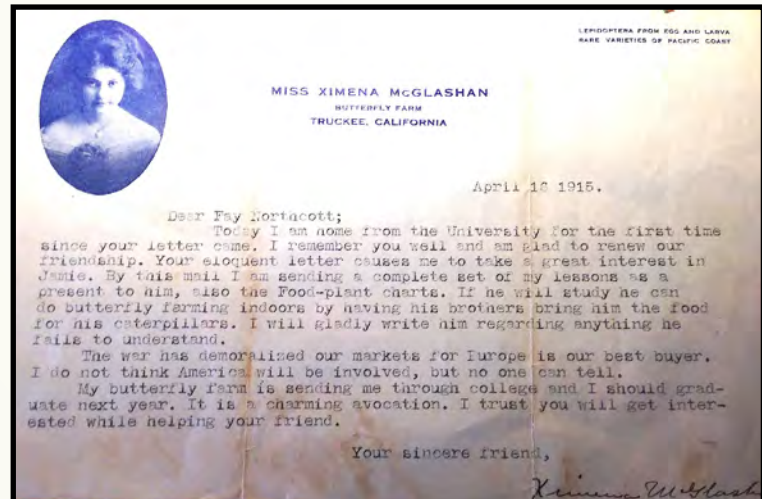 LEPIDOPTERA FROM EGG AND LARVA
RARE VARIETIES OF PACIFIC COAST
MISS XIMENA McGLASHAN
BUTTERFLY FARM
TRUCKEE, CALIFORNIA
April 18 1915.
Dear Fay Northcott;
Today I am home from the University for the first time
since your letter came. I remember you well and am glad to renew our
friendship. Your eloquent letter causes me to take a great interest in
Jamie. By this mail I am sending a complete set of my lessons as a
present to him, also the Food-plant charts. If he will study he can
do butterfly farming indoors by having his brothers bring him the food
for his caterpillars. I will gladly write him regarding anything he
fails to understand.
The war has demoralized our markets for Europe is our best buyer.
I do not think America will be involved, but no one can tell.
My butterfly farm is sending me through college and I should grad-
uate next year. It is a charming avocation. I trust you will get inter-
ested while helping your friend.
Your sincere friend,
Ximena McGlash